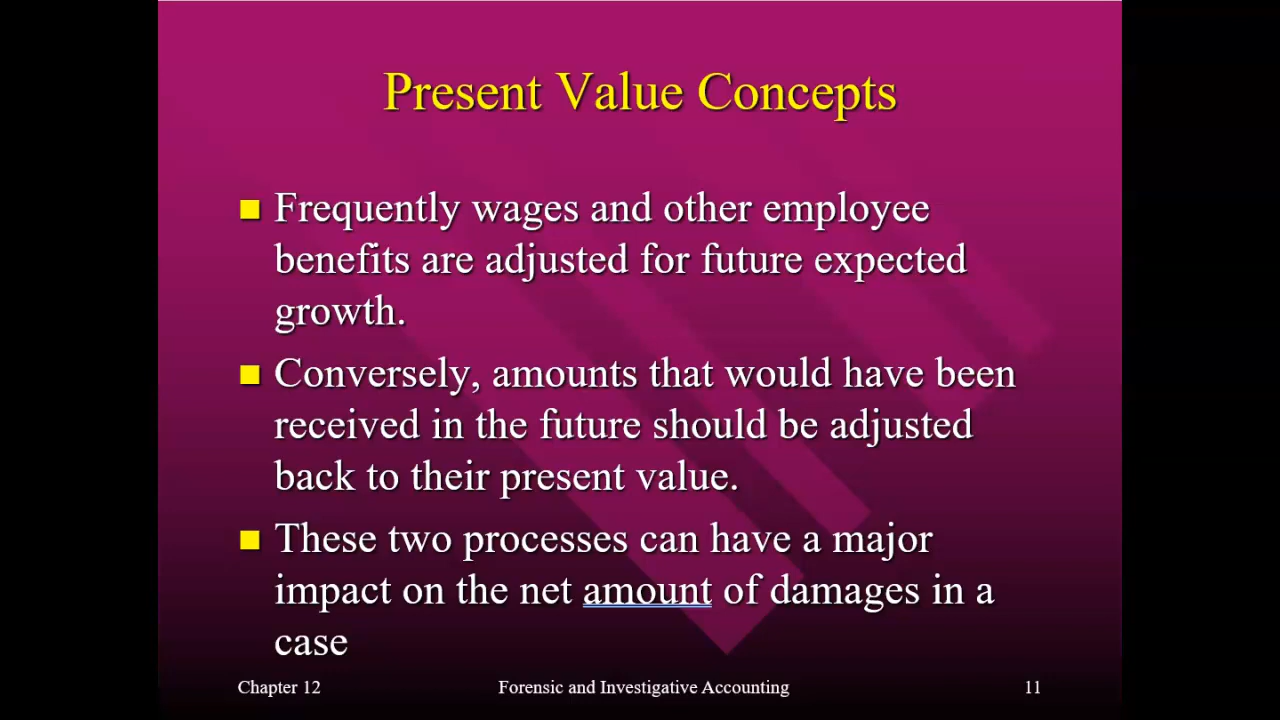 Present Value Concepts
Frequently wages and other employee
benefits are adjusted for future expected
growth.
Conversely, amounts that would have been
received in the future should be adjusted
back to their present value.
These two processes can have a major
impact on the net amount of damages in a
case
Chapter 12
Forensic and Investigative Accounting
11